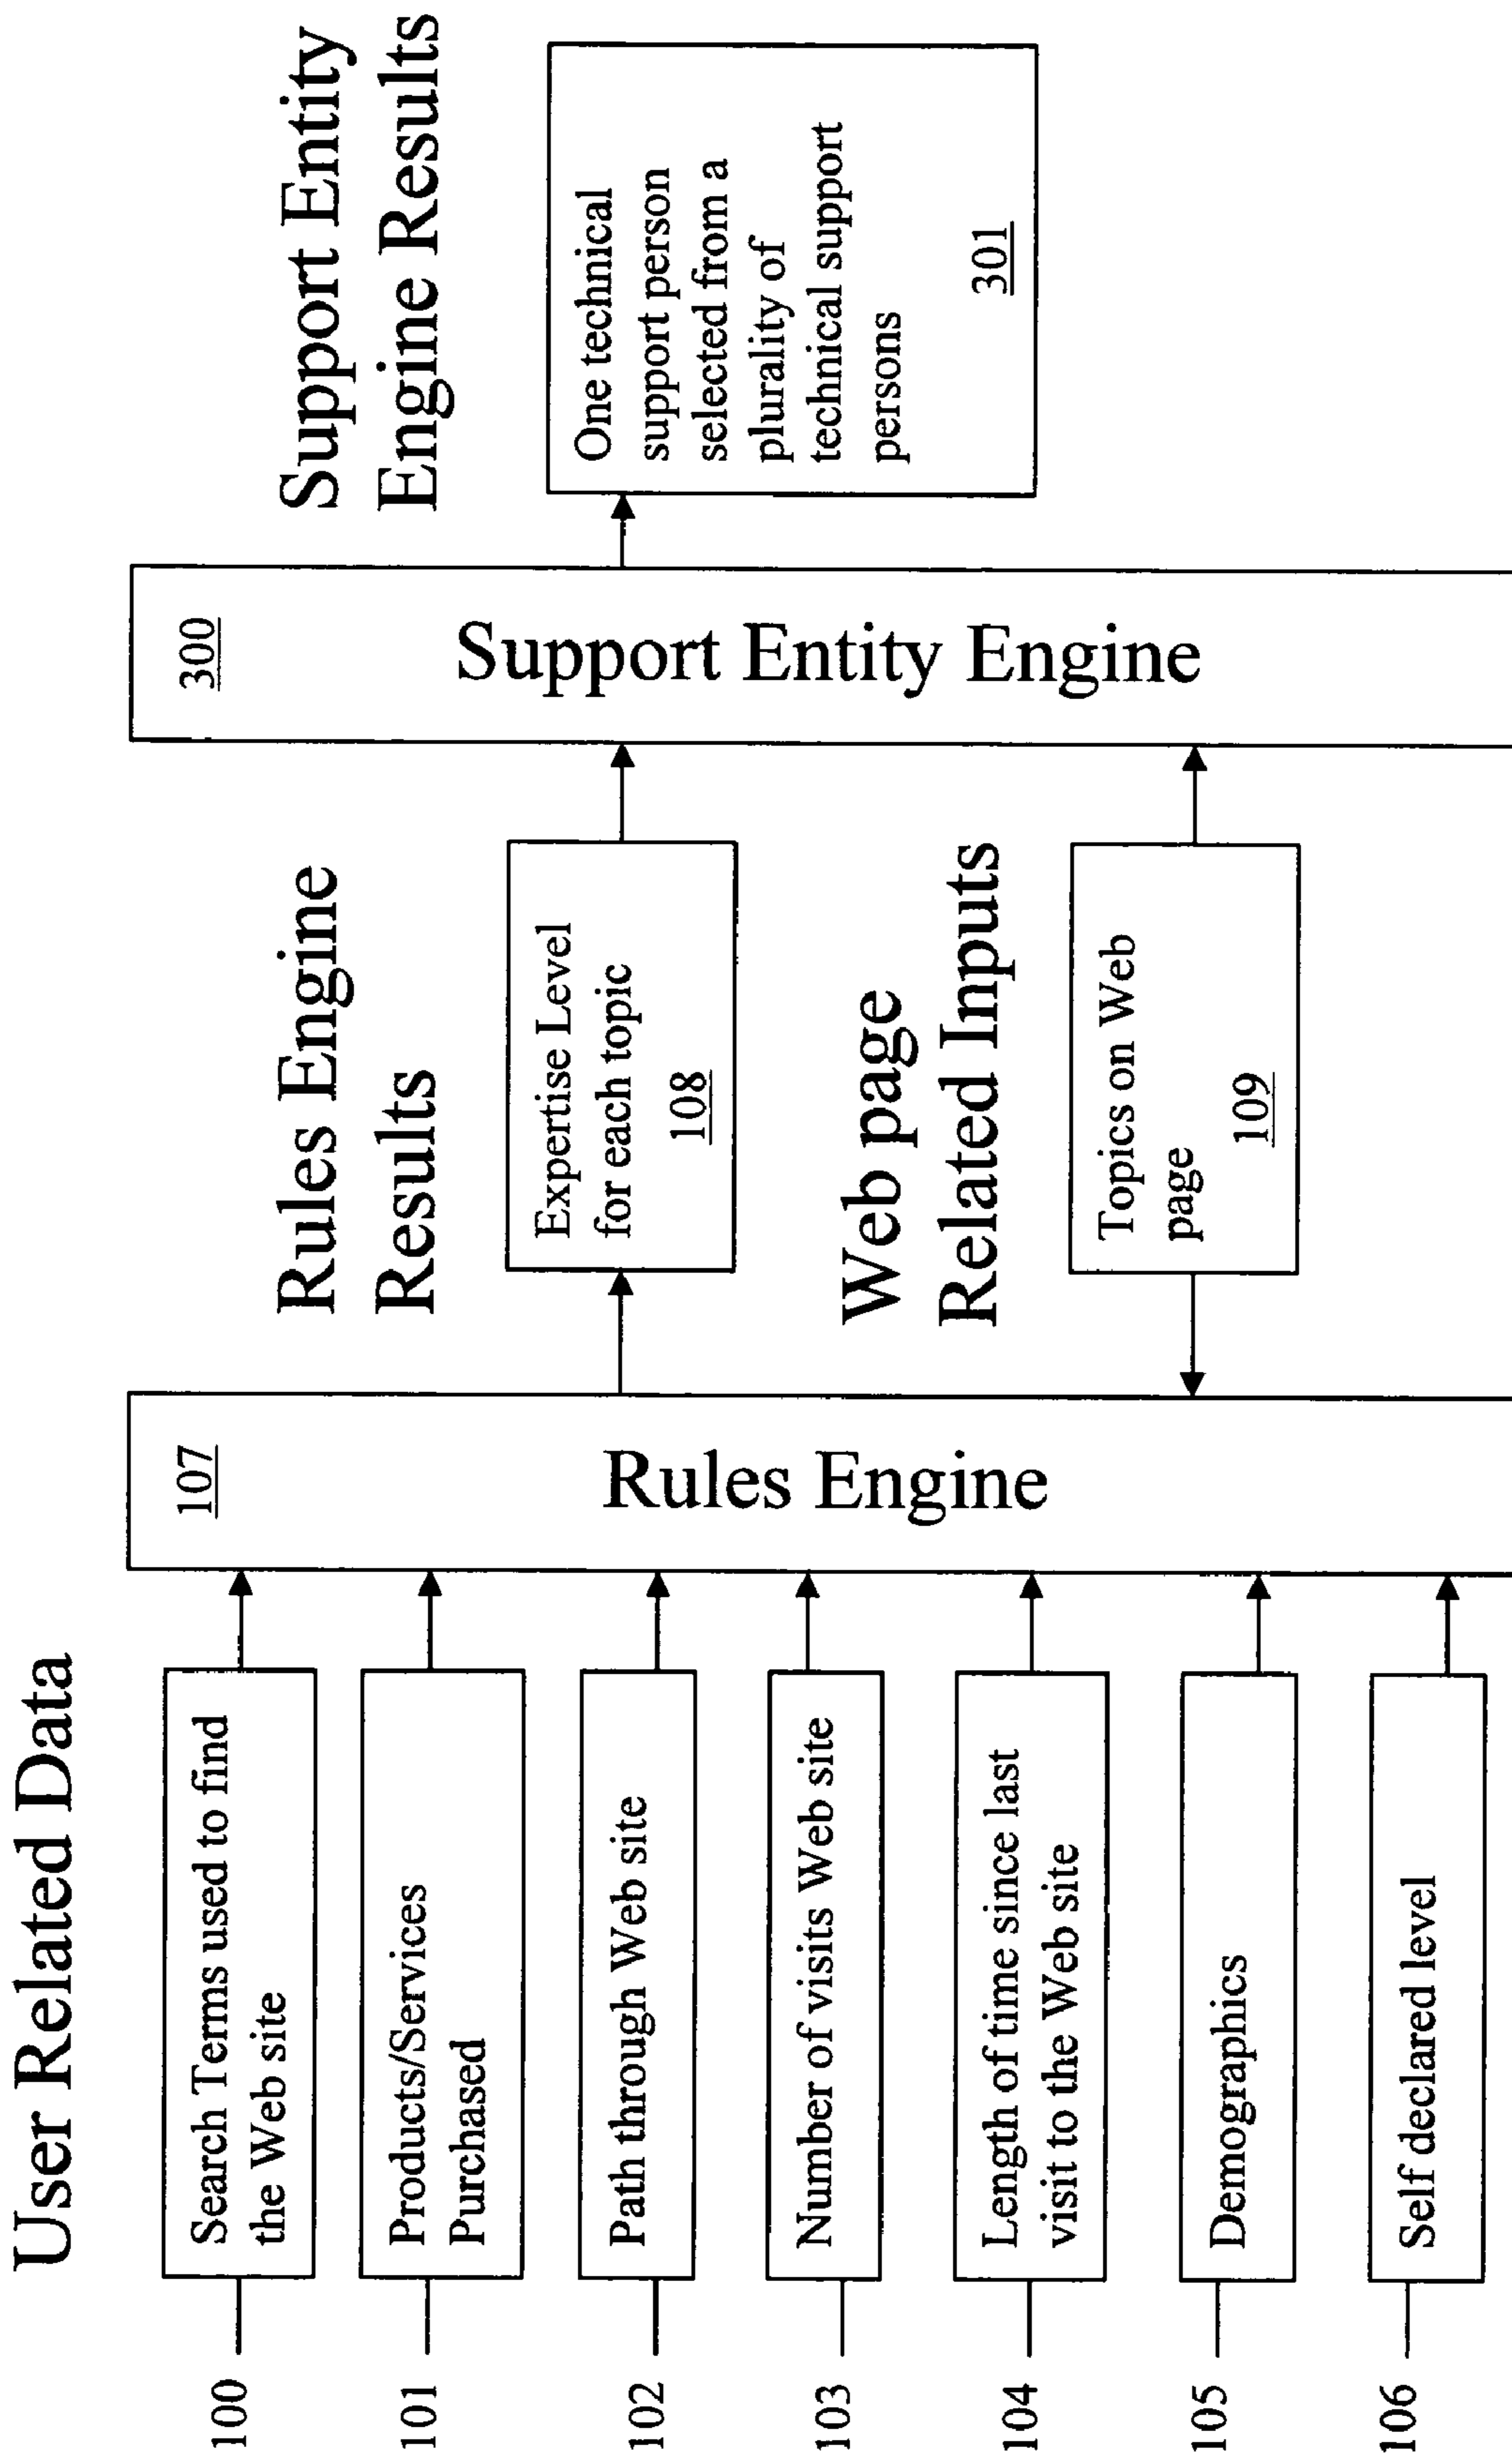 User Related Data
100
Search Terms used to find
the Web site
101
Products/Services
Purchased
102
Path through Web site
103
Number of visits Web site
104
Length of time since last
visit to the Web site
105
Demographics
106
Self declared level
107
Rules Engine
Rules Engine
Results
Expertise Level
for each topic
108
Web page
Related Inputs
Topics on Web
page
109
300
Support Entity Engine
Support Entity
Engine Results
One technical
support person
selected from a
plurality of
technical support
persons
301